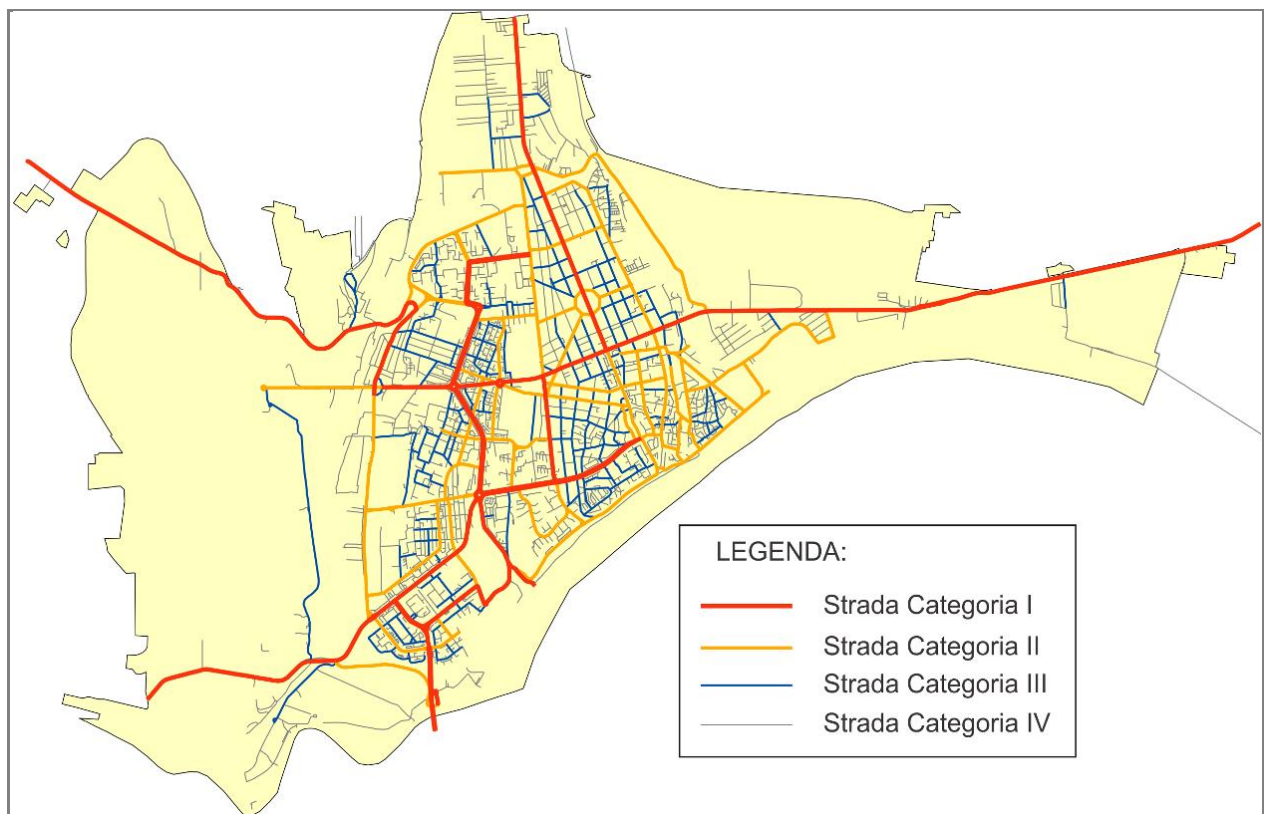 LEGENDA:
Strada Categoria I
Strada Categoria II
Strada Categoria III
Strada Categoria IV